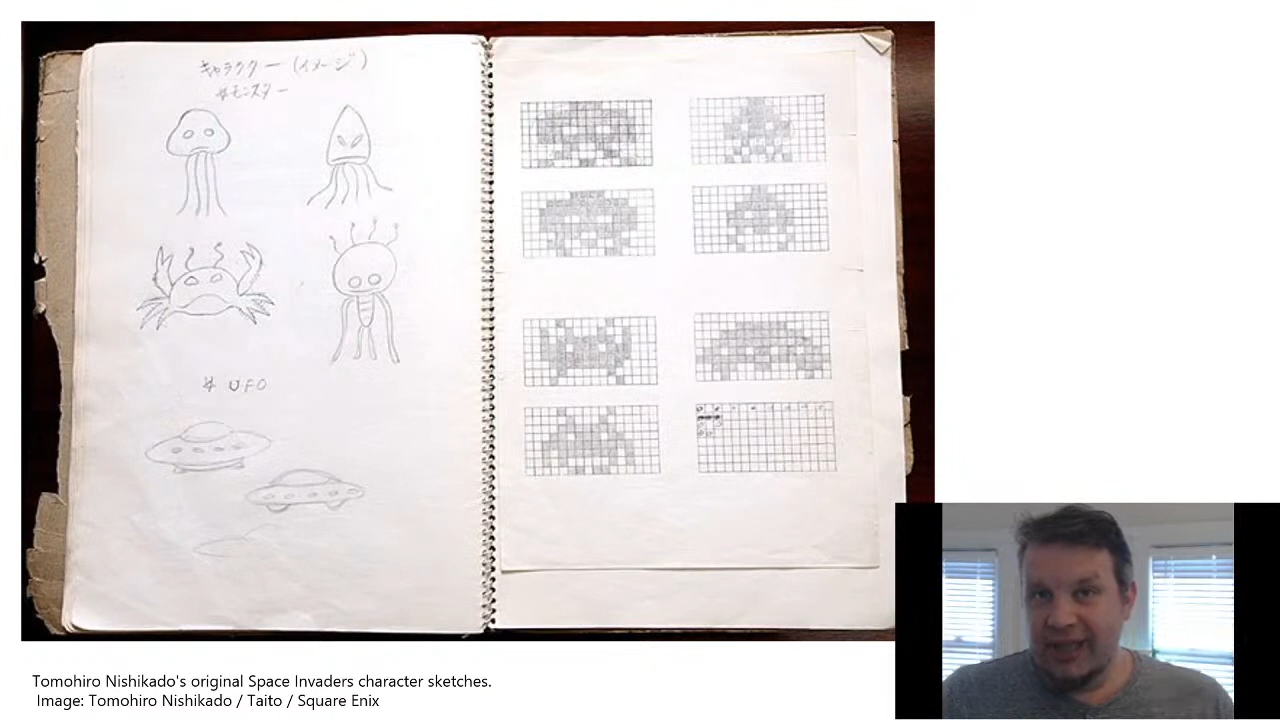 キャラクター (イメージ)
#モンスター
# UFO
Tomohiro Nishikado's original Space Invaders character sketches.
Image: Tomohiro Nishikado / Taito / Square Enix